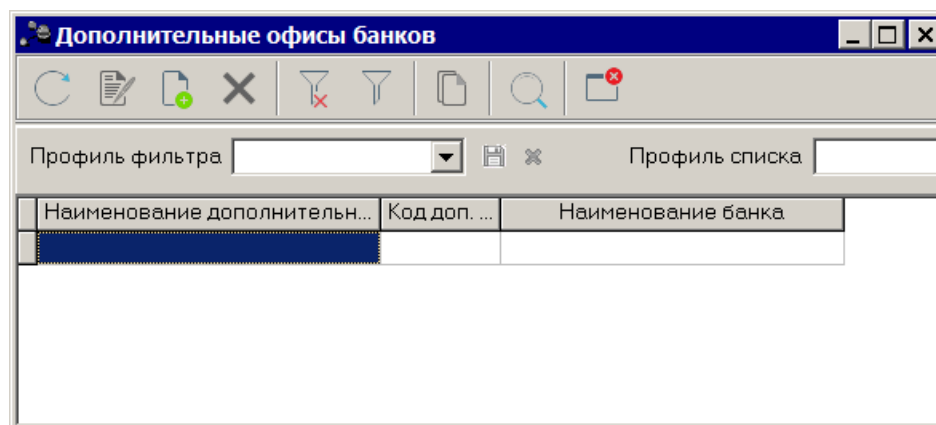 Дополнительные офисы банков
Профиль фильтра Профиль списка
Наименование дополнительн... Код доп. ... Наименование банка